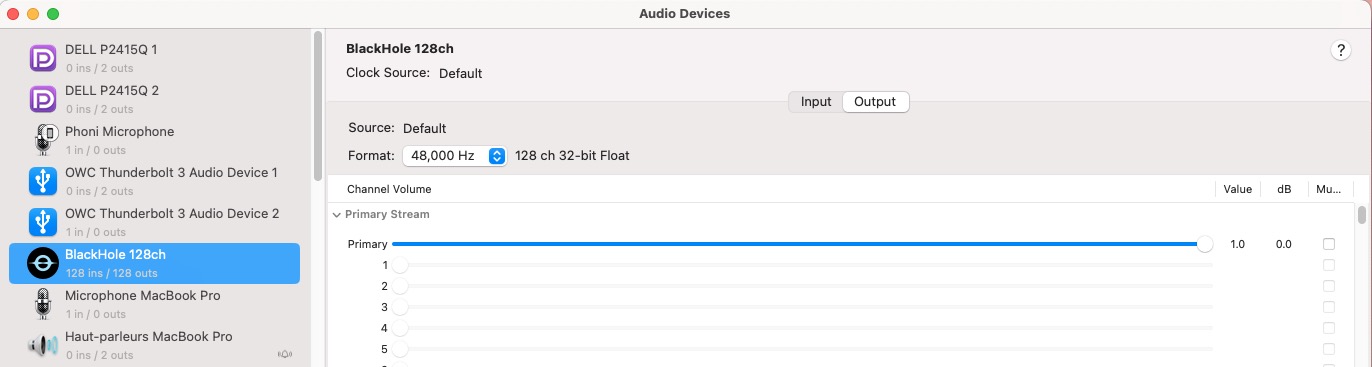 Audio Devices
DELL P2415Q 1
0 ins / 2 outs
DELL P2415Q 2
0 ins / 2 outs
Phoni Microphone
1 in / 0 outs
OWC Thunderbolt 3 Audio Device 1
0 ins / 2 outs
OWC Thunderbolt 3 Audio Device 2
1 in / 0 outs
BlackHole 128ch
128 ins / 128 outs
Microphone MacBook Pro
1 in / 0 outs
Haut-parleurs MacBook Pro
0 ins / 2 outs
BlackHole 128ch
?
Clock Source: Default
Input Output
Source: Default
Format: 48,000 Hz 128 ch 32-bit Float
Channel Volume Value dB Mu...
Primary Stream
Primary 1.0 0.0
1
2
3
4
5